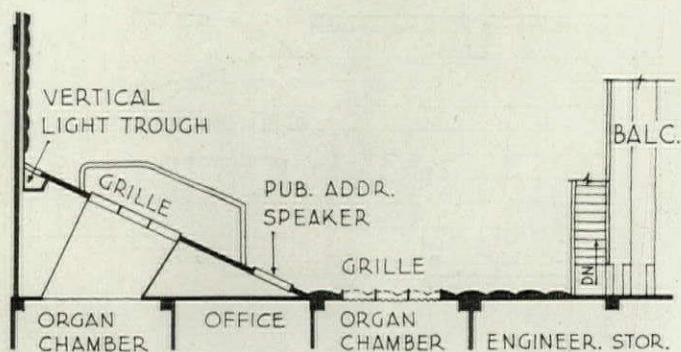 VERTICAL
LIGHT TROUGH
GRILLE
PUB. ADDR.
SPEAKER
BALC.
GRILLE
DN
ORGAN
CHAMBER
OFFICE
ORGAN
CHAMBER
ENGINEER. STOR.